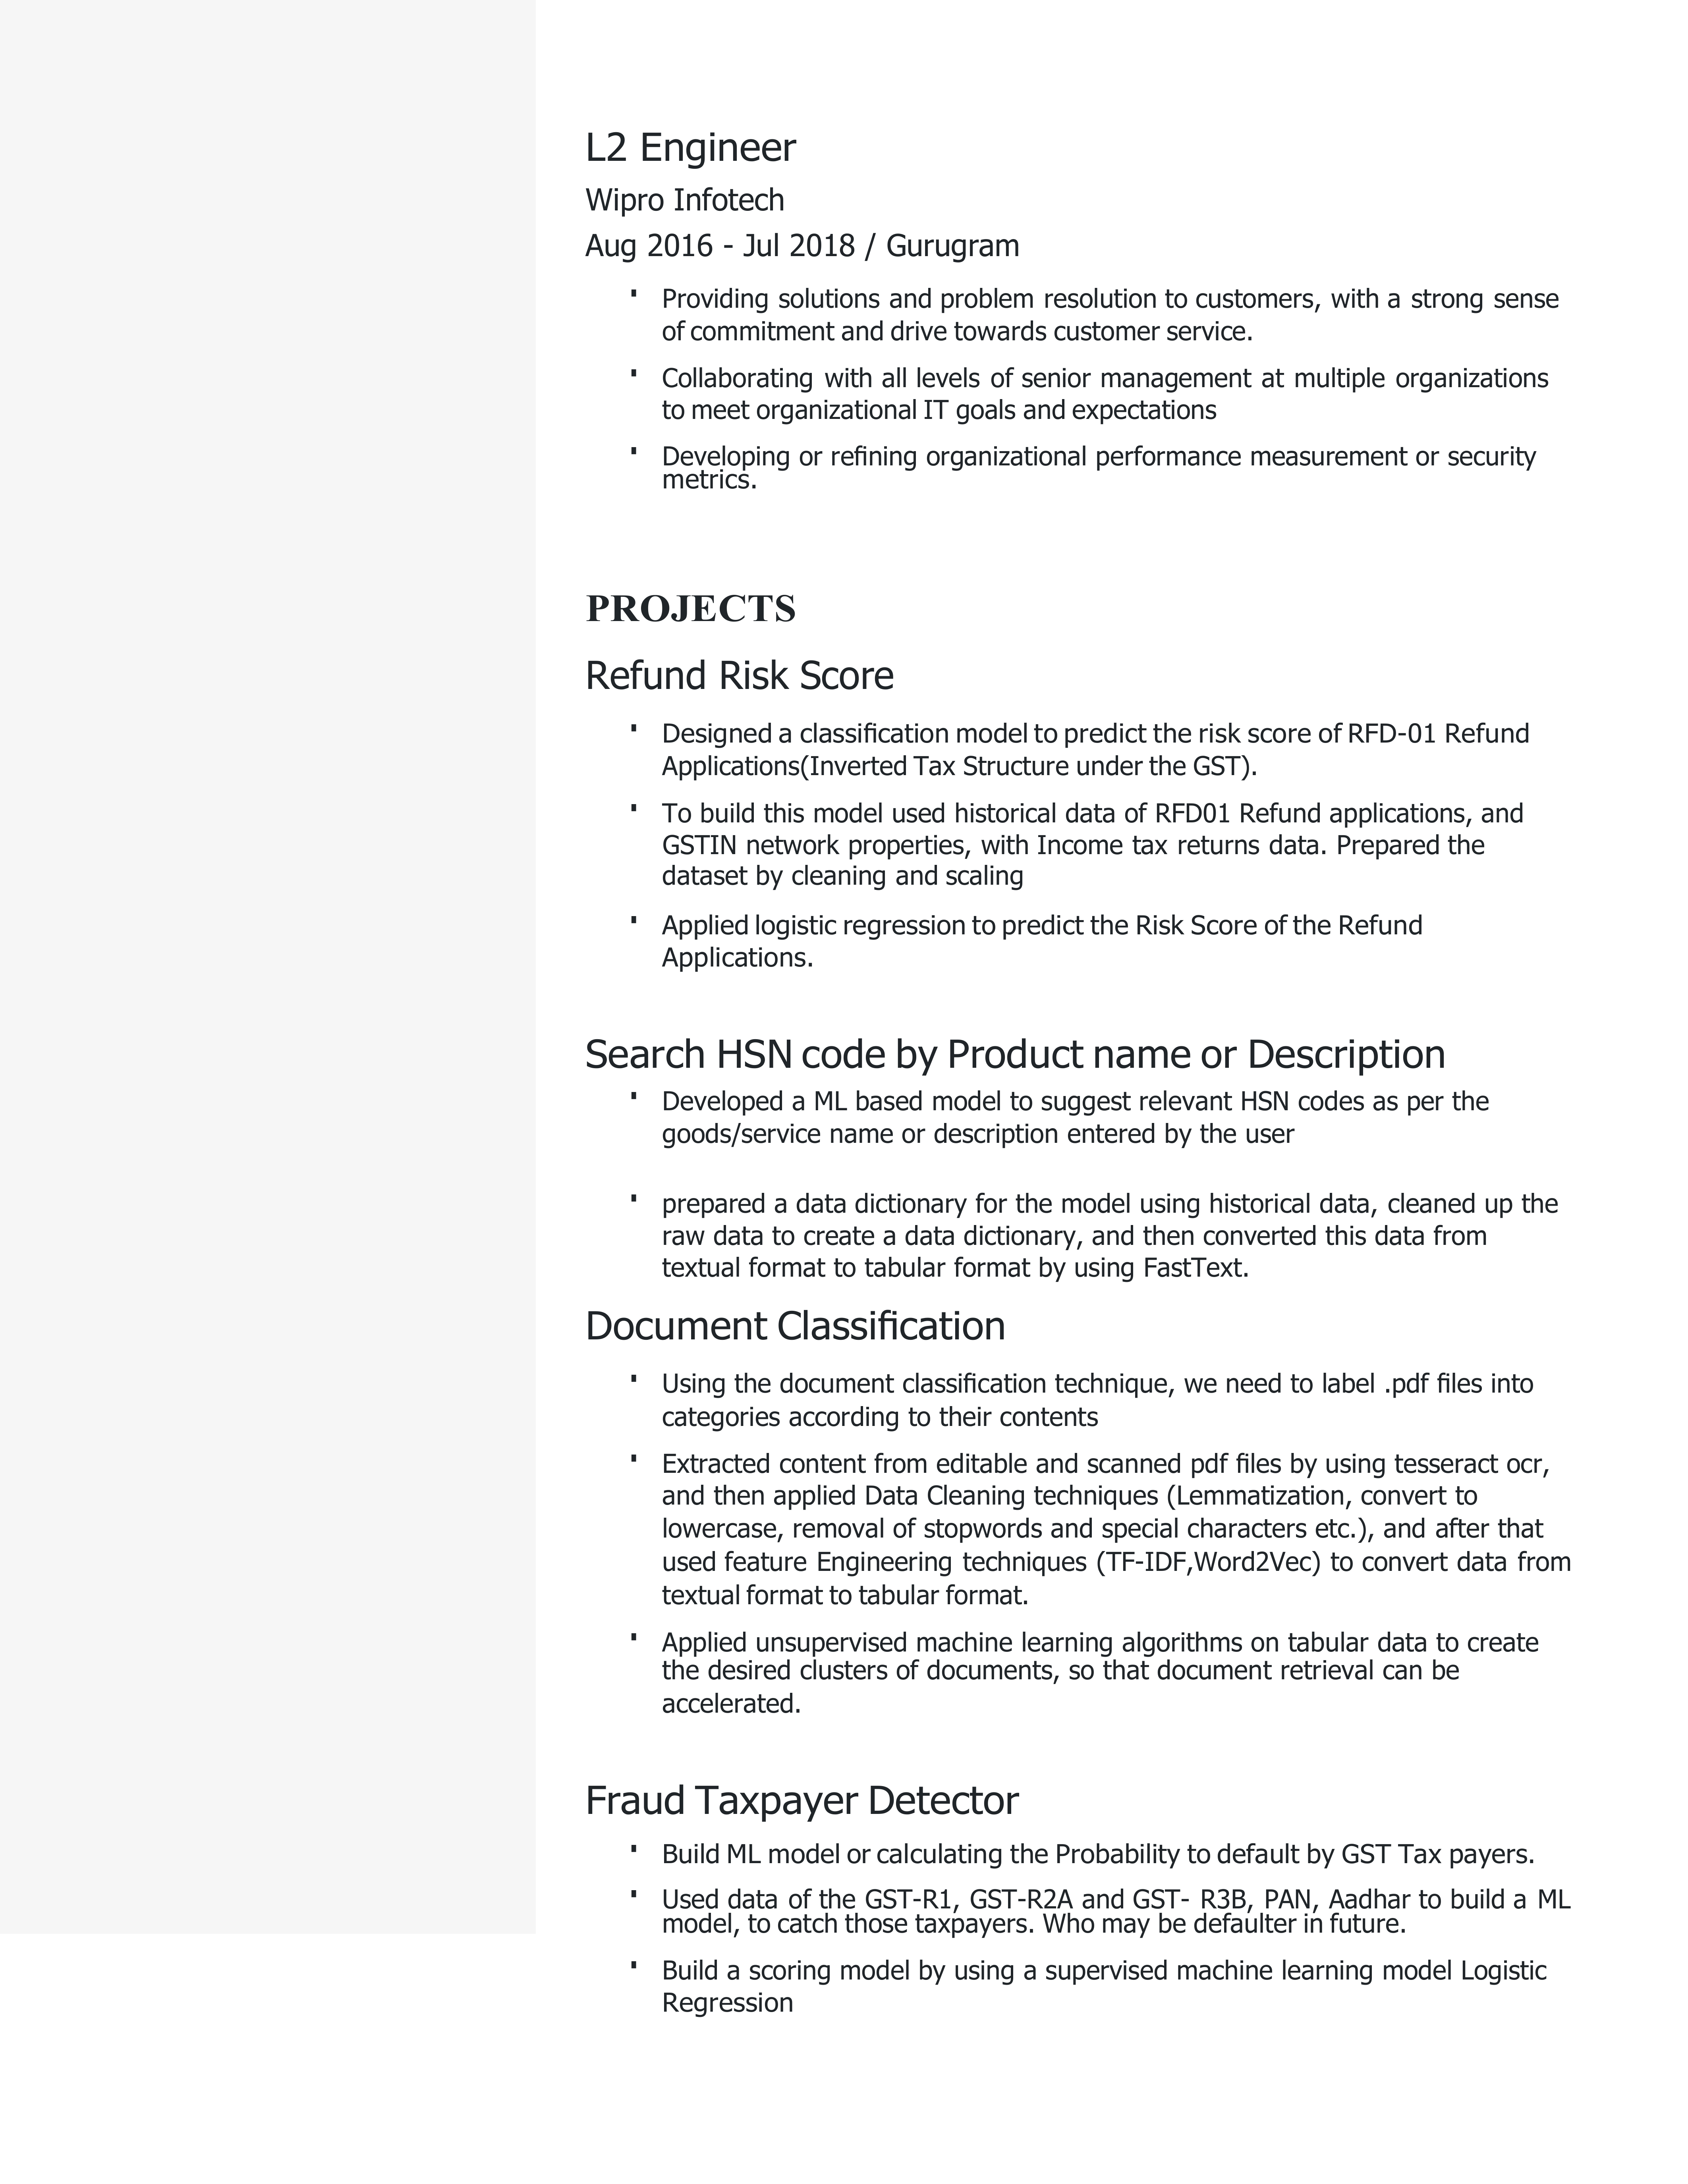 L2 Engineer
Wipro Infotech
Aug 2016 - Jul 2018 / Gurugram
Providing solutions and problem resolution to customers, with a strong sense
of commitment and drive towards customer service.
Collaborating with all levels of senior management at multiple organizations
to meet organizational IT goals and expectations
Developing or refining organizational performance measurement or security
metrics.
PROJECTS
Refund Risk Score
Designed a classification model to predict the risk score of RFD-01 Refund
Applications(Inverted Tax Structure under the GST).
To build this model used historical data of RFD01 Refund applications, and
GSTIN network properties, with Income tax returns data. Prepared the
dataset by cleaning and scaling
Applied logistic regression to predict the Risk Score of the Refund
Applications.
Search HSN code by Product name or Description
Developed a ML based model to suggest relevant HSN codes as per the
goods/service name or description entered by the user
prepared a data dictionary for the model using historical data, cleaned up the
raw data to create a data dictionary, and then converted this data from
textual format to tabular format by using FastText.
Document Classification
Using the document classification technique, we need to label .pdf files into
categories according to their contents
Extracted content from editable and scanned pdf files by using tesseract ocr,
and then applied Data Cleaning techniques (Lemmatization, convert to
lowercase, removal of stopwords and special characters etc.), and after that
used feature Engineering techniques (TF-IDF,Word2Vec) to convert data from
textual format to tabular format.
Applied unsupervised machine learning algorithms on tabular data to create
the desired clusters of documents, so that document retrieval can be
accelerated.
Fraud Taxpayer Detector
Build ML model or calculating the Probability to default by GST Tax payers.
Used data of the GST-R1, GST-R2A and GST- R3B, PAN, Aadhar to build a ML
model, to catch those taxpayers. Who may be defaulter in future.
Build a scoring model by using a supervised machine learning model Logistic
Regression